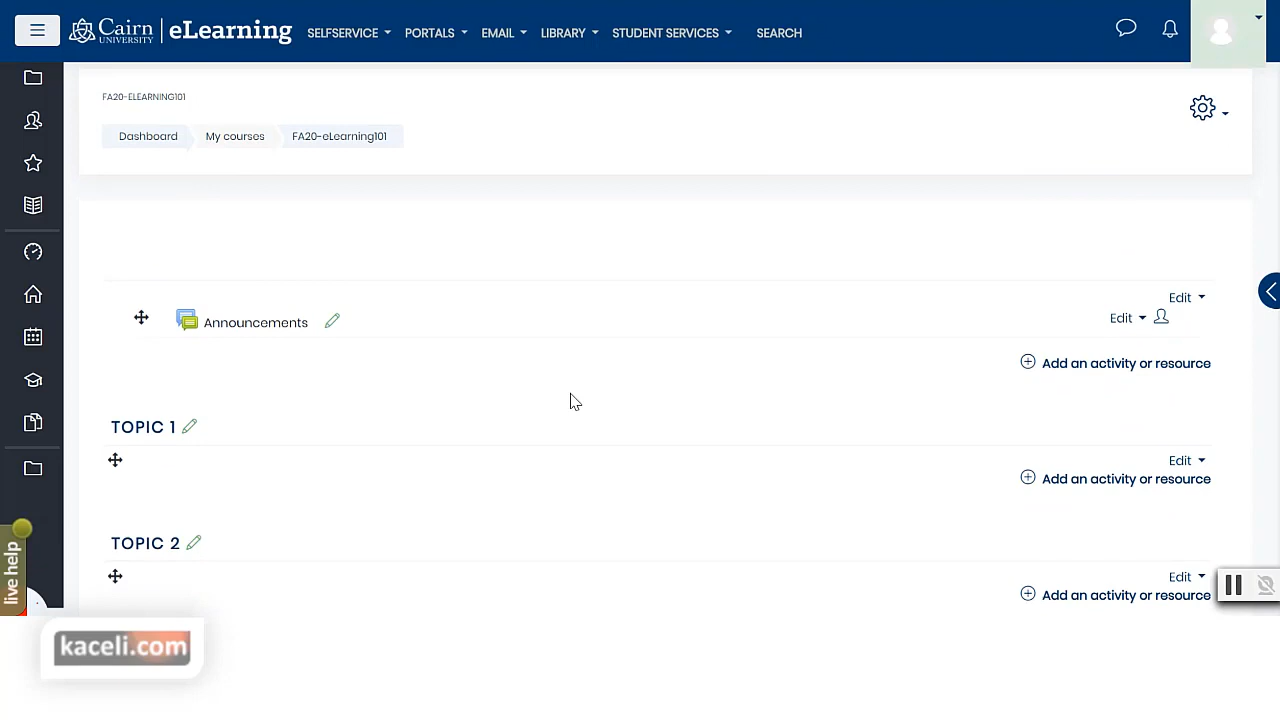 Cairn UNIVERSITY eLearning SELFSERVICE PORTALS EMAIL LIBRARY STUDENT SERVICES SEARCH
FA20-ELEARNING101
Dashboard My courses FA20-eLearning101
Edit
Announcements Edit
Add an activity or resource
TOPIC 1
Edit
Add an activity or resource
TOPIC 2
Edit
Add an activity or resource
live help
kaceli.com